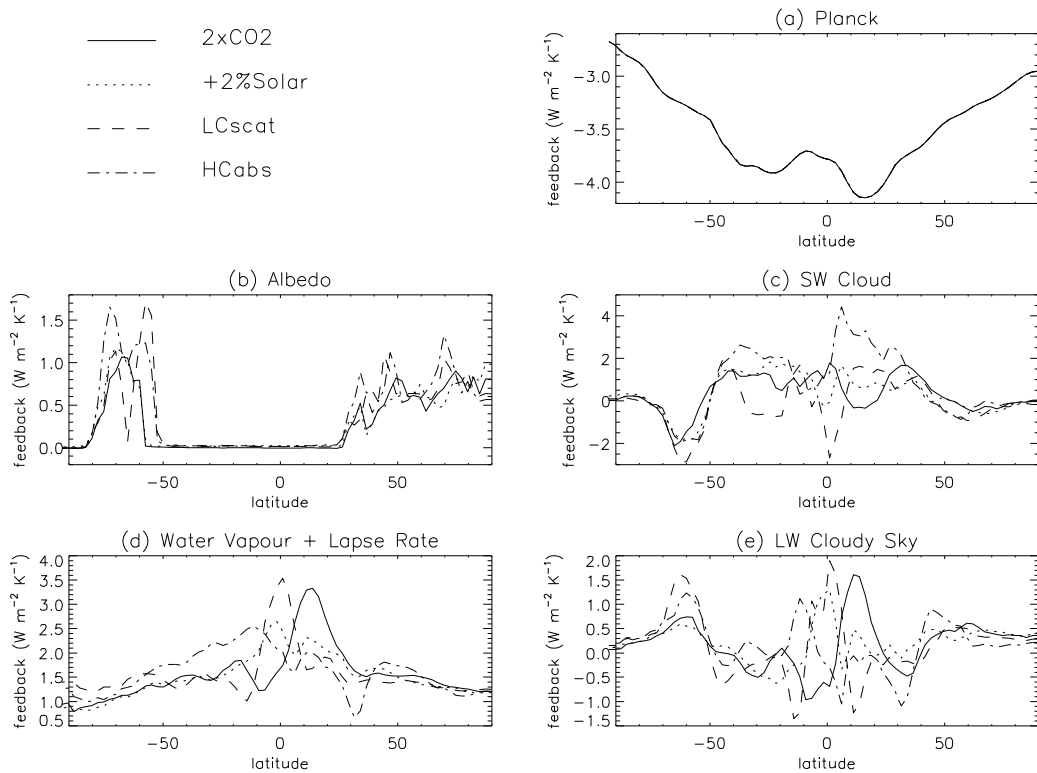 2xCO2
+2%Solar
LCscat
HCabs
(a) Planck
feedback (W m⁻² K⁻¹)
-3.0
-3.5
-4.0
-50
0
50
latitude
(b) Albedo
feedback (W m⁻² K⁻¹)
1.5
1.0
0.5
0.0
-50
0
50
latitude
(c) SW Cloud
feedback (W m⁻² K⁻¹)
4
2
0
-2
-50
0
50
latitude
(d) Water Vapour + Lapse Rate
feedback (W m⁻² K⁻¹)
4.0
3.5
3.0
2.5
2.0
1.5
1.0
0.5
-50
0
50
latitude
(e) LW Cloudy Sky
feedback (W m⁻² K⁻¹)
2.0
1.5
1.0
0.5
0.0
-0.5
-1.0
-1.5
-50
0
50
latitude